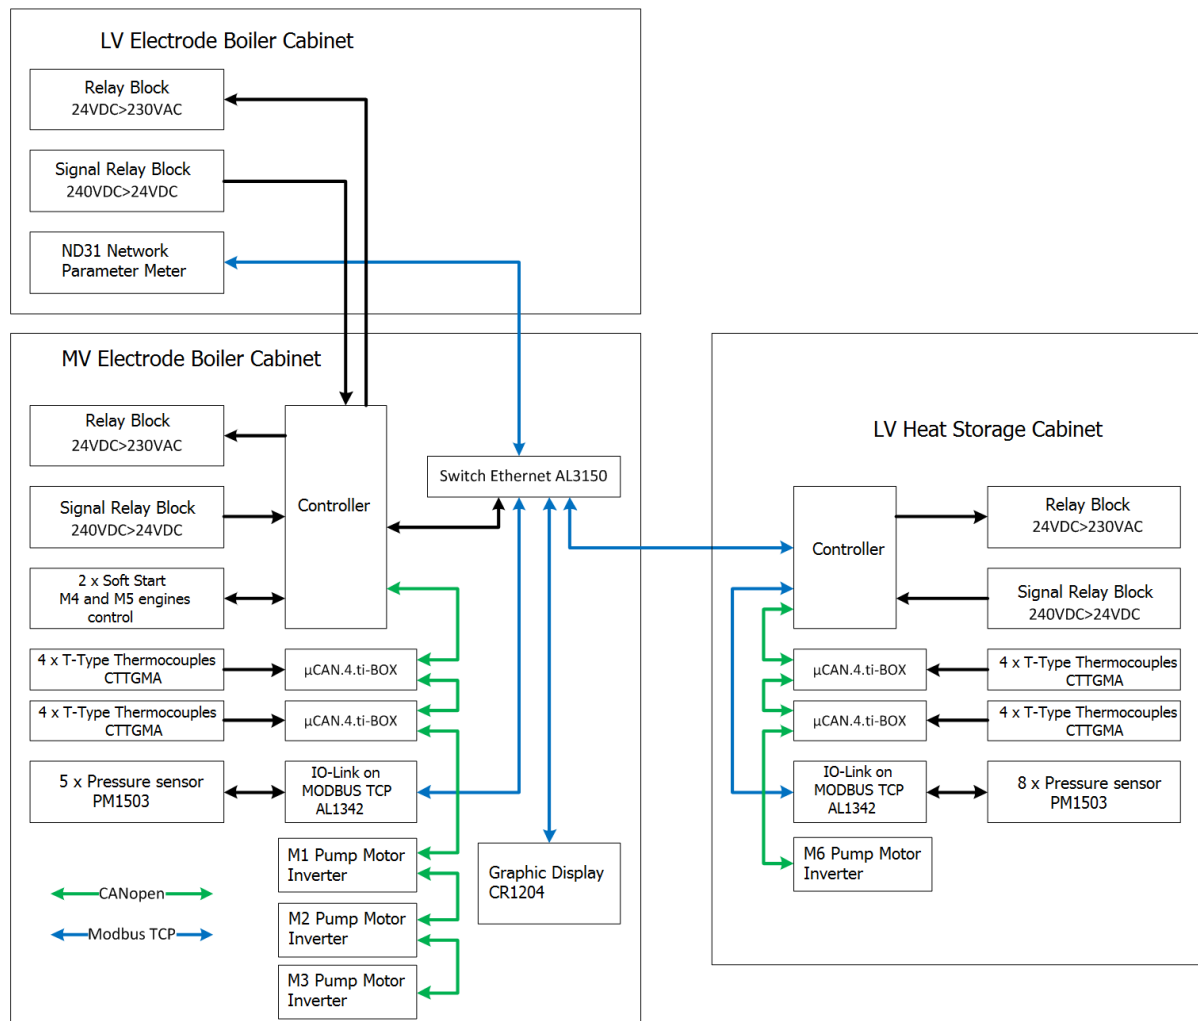 LV Electrode Boiler Cabinet
Relay Block
24VDC>230VAC
Signal Relay Block
240VDC>24VDC
ND31 Network
Parameter Meter
MV Electrode Boiler Cabinet
Relay Block
24VDC>230VAC
Signal Relay Block
240VDC>24VDC
2 x Soft Start
M4 and M5 engines
control
4 x T-Type Thermocouples
CTTGMA
4 x T-Type Thermocouples
CTTGMA
5 x Pressure sensor
PM1503
Controller
µCAN.4.ti-BOX
µCAN.4.ti-BOX
IO-Link on
MODBUS TCP
AL1342
M1 Pump Motor
Inverter
M2 Pump Motor
Inverter
M3 Pump Motor
Inverter
Switch Ethernet AL3150
Graphic Display
CR1204
CANopen
Modbus TCP
LV Heat Storage Cabinet
Controller
µCAN.4.ti-BOX
µCAN.4.ti-BOX
IO-Link on
MODBUS TCP
AL1342
M6 Pump Motor
Inverter
Relay Block
24VDC>230VAC
Signal Relay Block
240VDC>24VDC
4 x T-Type Thermocouples
CTTGMA
4 x T-Type Thermocouples
CTTGMA
8 x Pressure sensor
PM1503